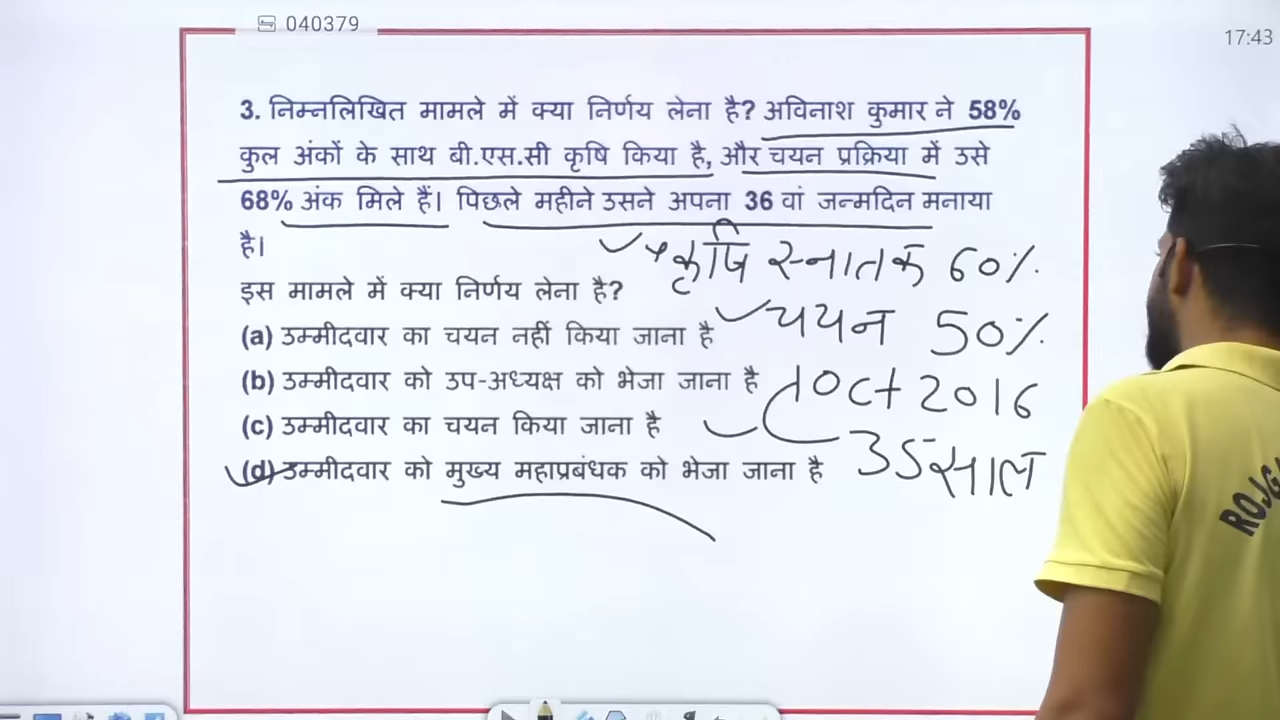 040379
17:43
3. निम्नलिखित मामले में क्या निर्णय लेना है? अविनाश कुमार ने 58%
कुल अंकों के साथ बी.एस.सी कृषि किया है, और चयन प्रक्रिया में उसे
68% अंक मिले हैं। पिछले महीने उसने अपना 36 वां जन्मदिन मनाया
है।
कृषि स्नातक 60%.
इस मामले में क्या निर्णय लेना है?
(a) उम्मीदवार का चयन नहीं किया जाना है
चयन 50%.
(b) उम्मीदवार को उप-अध्यक्ष को भेजा जाना है
1 Oct 2016
(c) उम्मीदवार का चयन किया जाना है
35 साल
(d) उम्मीदवार को मुख्य महाप्रबंधक को भेजा जाना है